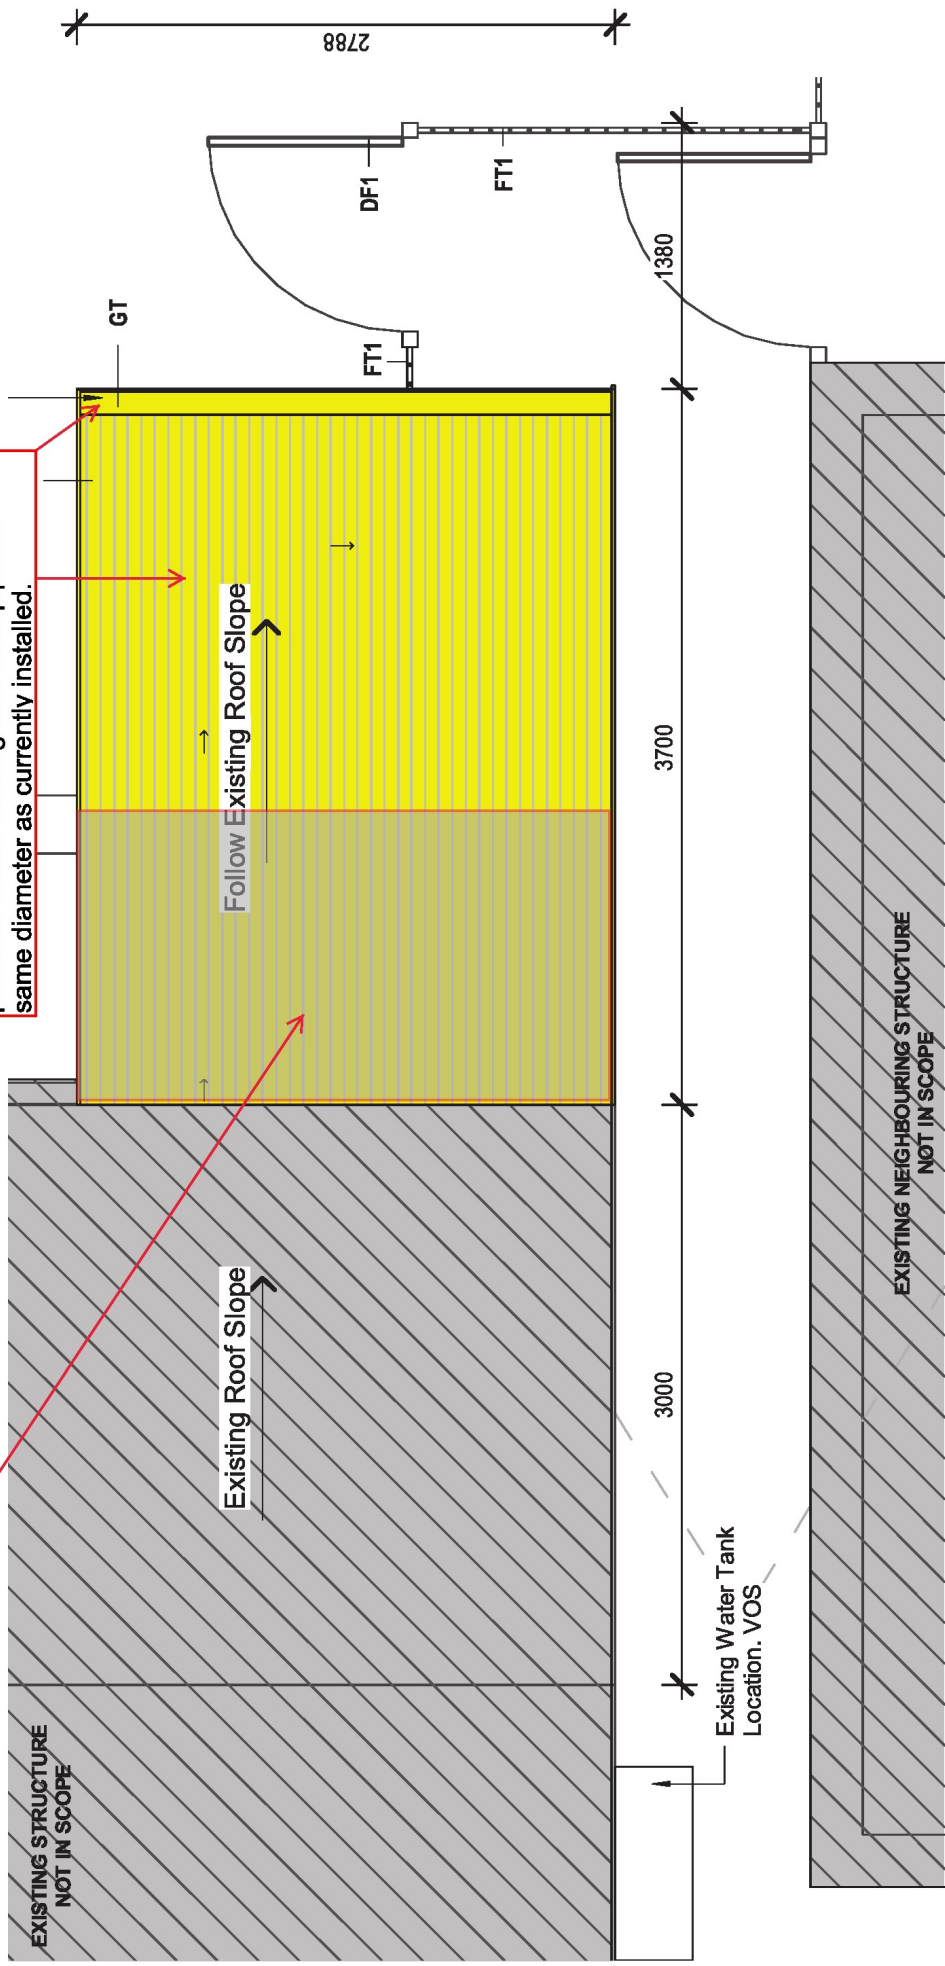 same diameter as currently installed.
2788
GT
DF1
FT1
FT1
1380
Follow Existing Roof Slope
3700
Existing Roof Slope
3000
Existing Water Tank
Location. VOS
EXISTING STRUCTURE
NOT IN SCOPE
EXISTING NEIGHBOURING STRUCTURE
NOT IN SCOPE